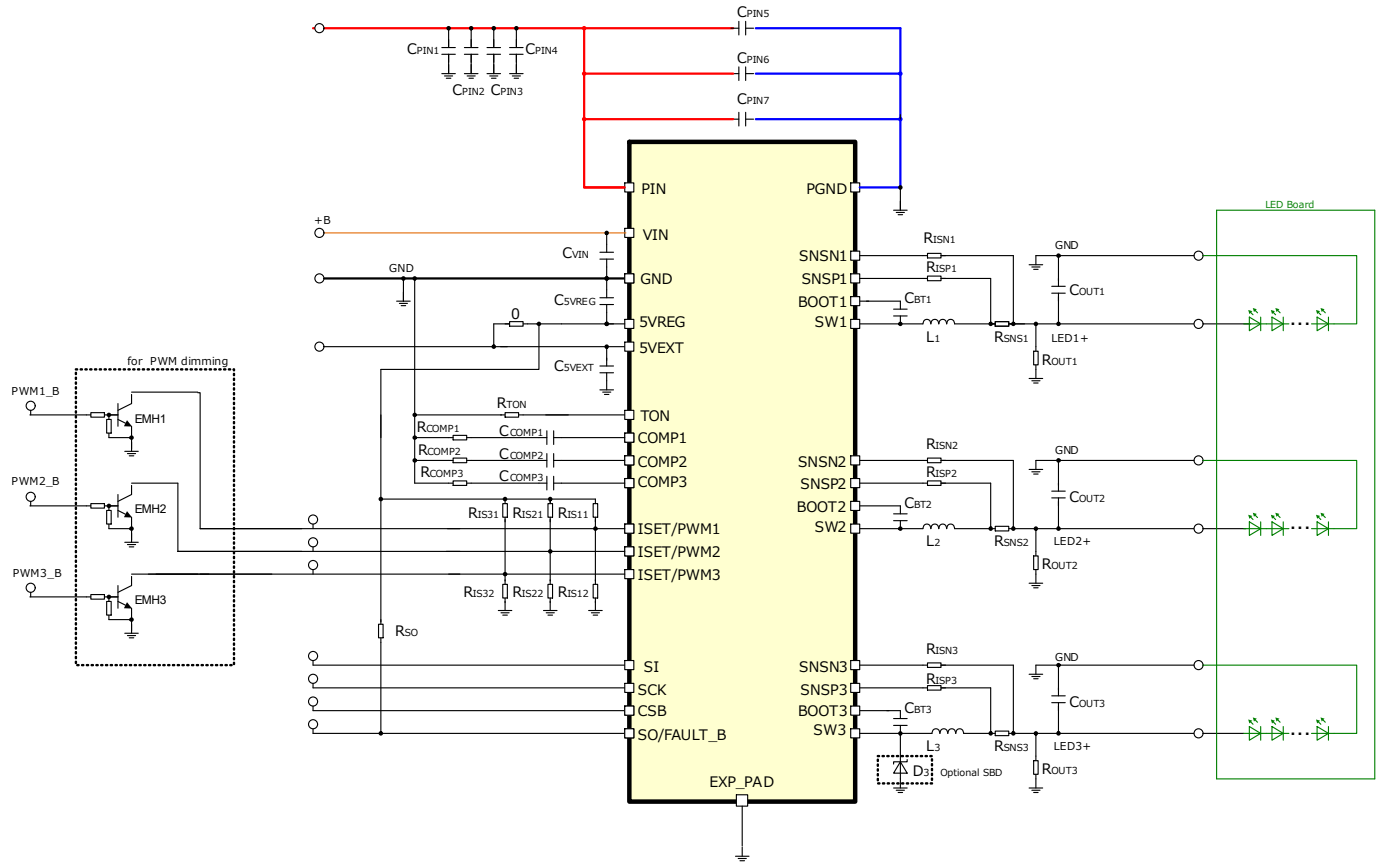 CPIN5
CPIN1
CPIN4
CPIN2
CPIN3
CPIN6
CPIN7
PIN
PGND
LED Board
+B
VIN
CVIN
GND
GND
C5VREG
0
5VREG
5VEXT
C5VEXT
SNSN1
SNSP1
BOOT1
SW1
RISN1
RISP1
CBT1
L1
RSNS1
GND
COUT1
LED1+
ROUT1
for PWM dimming
PWM1_B
EMH1
PWM2_B
EMH2
PWM3_B
EMH3
RTON
TON
RCOMP1
CCOMP1
COMP1
RCOMP2
CCOMP2
COMP2
RCOMP3
CCOMP3
COMP3
RIS31
RIS21
RIS11
ISET/PWM1
ISET/PWM2
ISET/PWM3
RIS32
RIS22
RIS12
RSO
SNSN2
SNSP2
BOOT2
SW2
RISN2
RISP2
CBT2
L2
RSNS2
GND
COUT2
LED2+
ROUT2
SI
SCK
CSB
SO/FAULT_B
SNSN3
SNSP3
BOOT3
SW3
RISN3
RISP3
CBT3
L3
RSNS3
GND
COUT3
LED3+
ROUT3
D3
Optional SBD
EXP_PAD